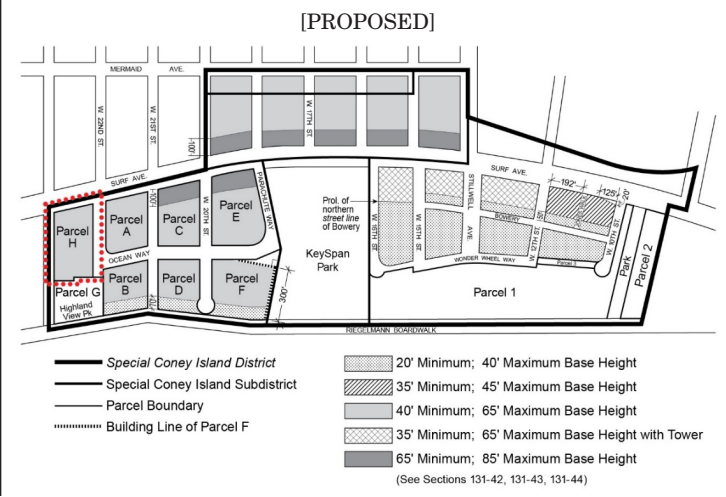 [PROPOSED]
MERMAID AVE.
W. 22ND ST.
W. 21ST ST.
W. 17TH ST.
100'
SURF AVE.
SURF AVE.
192'
125'
20'
100'
W. 20TH ST.
PARACHUTE WAY
Parcel H
Parcel A
Parcel C
Parcel E
Prol. of
northern
street line
of Bowery
W. 16TH ST.
W. 15TH ST.
STILLWELL AVE.
BOWERY
W. 12TH ST.
W. 10TH ST.
OCEAN WAY
KeySpan
Park
WONDER WHEEL WAY
Parcel G
Highland
View Pk
Parcel B
Parcel D
Parcel F
300'
Parcel 1
Park
Parcel 2
RIEGELMANN BOARDWALK
Special Coney Island District
Special Coney Island Subdistrict
Parcel Boundary
Building Line of Parcel F
20' Minimum; 40' Maximum Base Height
35' Minimum; 45' Maximum Base Height
40' Minimum; 65' Maximum Base Height
35' Minimum; 65' Maximum Base Height with Tower
65' Minimum; 85' Maximum Base Height
(See Sections 131-42, 131-43, 131-44)